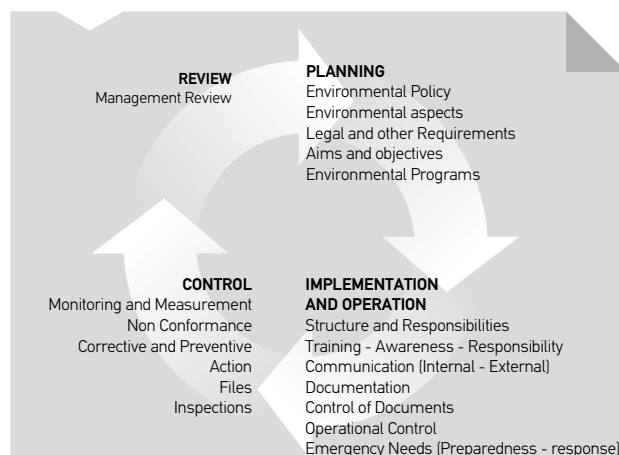 REVIEW
Management Review
PLANNING
Environmental Policy
Environmental aspects
Legal and other Requirements
Aims and objectives
Environmental Programs
CONTROL
Monitoring and Measurement
Non Conformance
Corrective and Preventive
Action
Files
Inspections
IMPLEMENTATION
AND OPERATION
Structure and Responsibilities
Training - Awareness - Responsibility
Communication (Internal - External)
Documentation
Control of Documents
Operational Control
Emergency Needs (Preparedness - response)